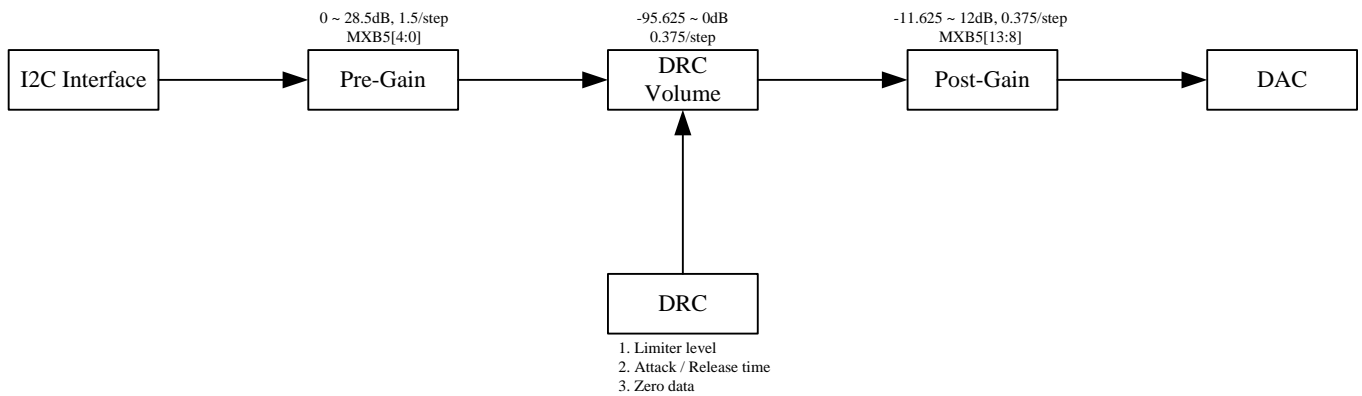 0 ~ 28.5dB, 1.5/step
MXB5[4:0]
-95.625 ~ 0dB
0.375/step
-11.625 ~ 12dB, 0.375/step
MXB5[13:8]
I2C Interface
Pre-Gain
DRC
Volume
Post-Gain
DAC
DRC
1. Limiter level
2. Attack / Release time
3. Zero data